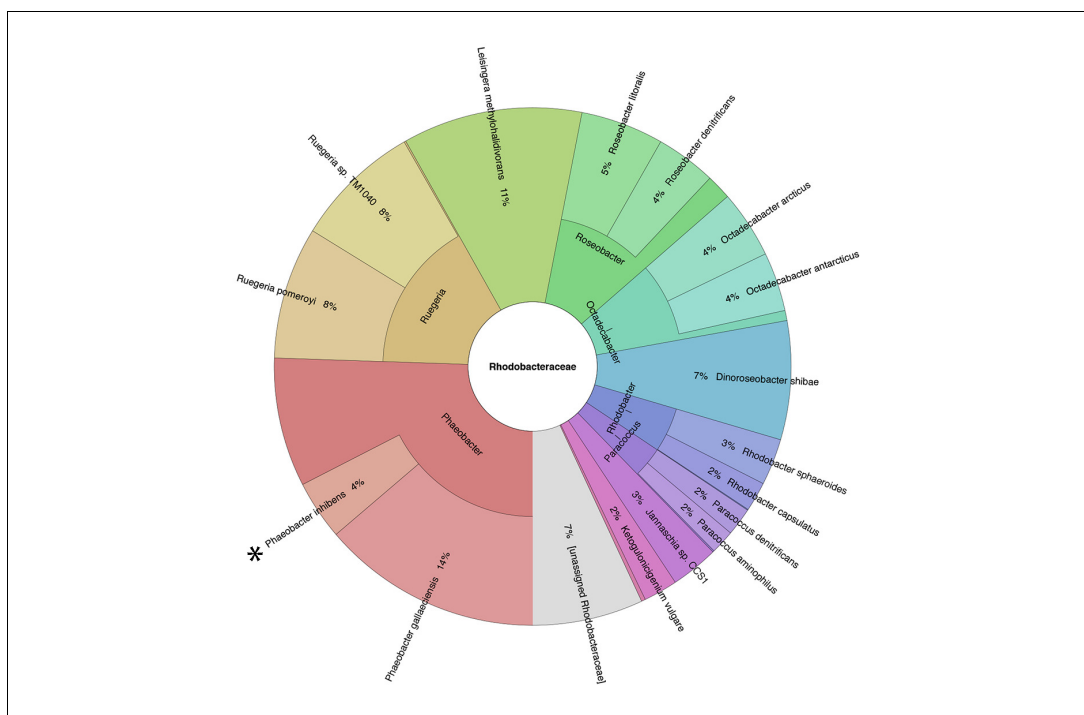 Leisingera methylohalidivorans 11%
5% Roseobacter litoralis
4% Roseobacter denitrificans
Roseobacter
4% Octadecabacter arcticus
4% Octadecabacter antarcticus
Octadecabacter
7% Dinoroseobacter shibae
Rhodobacter
3% Rhodobacter sphaeroides
2% Rhodobacter capsulatus
Paracoccus
2% Paracoccus denitrificans
2% Paracoccus aminophilus
3% Jannaschia sp. CCS1
2% Ketogulonicigenium vulgare
7% [unassigned Rhodobacteraceae]
Phaeobacter gallaeciensis 14%
* Phaeobacter inhibens 4%
Phaeobacter
Ruegeria pomeroyi 8%
Ruegeria sp. TM1040 8%
Ruegeria
Rhodobacteraceae